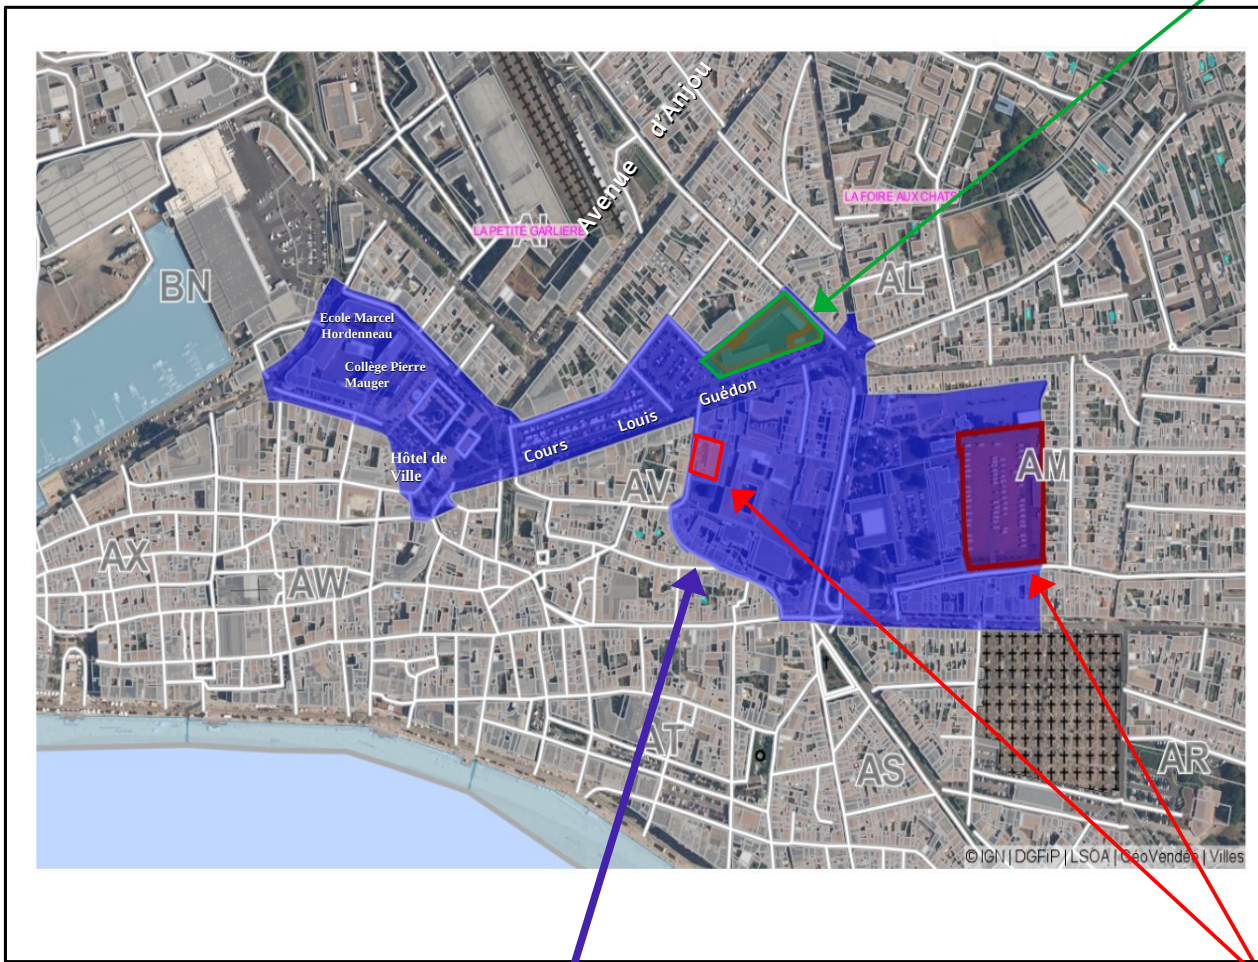 Avenue d'Anjou
LA FOIRE AUX CHATS
LA PETITE GARLIERE
AI
BN
AL
Ecole Marcel
Hordenneau
Collège Pierre
Mauger
Cours Louis Guédon
Hôtel de
Ville
AV
AM
AX
AW
AT
AS
AR
© IGN | DGFiP | LSOA | GéoVendée | Villes